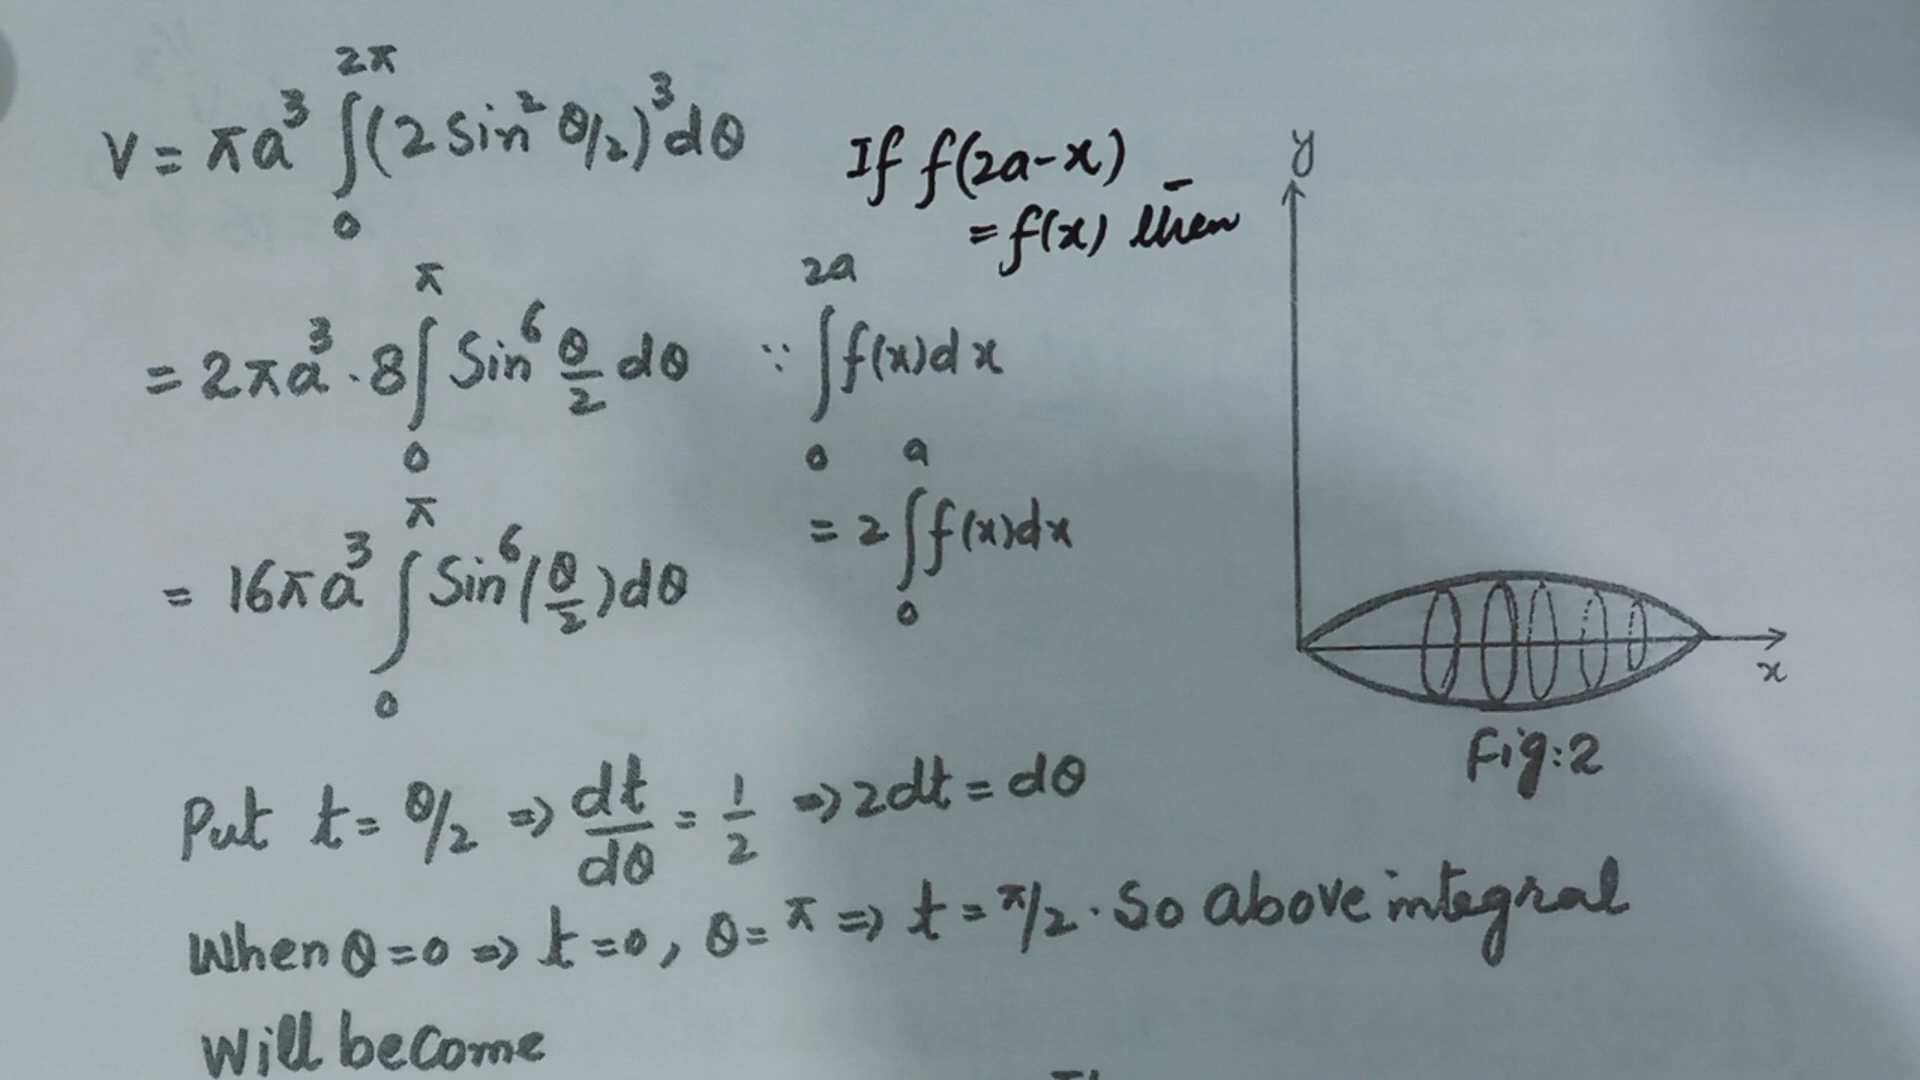 V = πa³ ∫₀^2π (2 sin² θ/2)³ dθ
If f(2a-x)
= f(x) then
= 2πa³ · 8 ∫₀^π Sin⁶ θ/2 dθ
∵ ∫₀^2a f(x)dx
= 2 ∫₀^a f(x)dx
= 16πa³ ∫₀^π Sin⁶(θ/2)dθ
y
x
Fig:2
Put t = θ/2 ⇒ dt/dθ = 1/2 ⇒ 2dt = dθ
When θ=0 ⇒ t=0, θ=π ⇒ t=π/2. So above integral
Will become